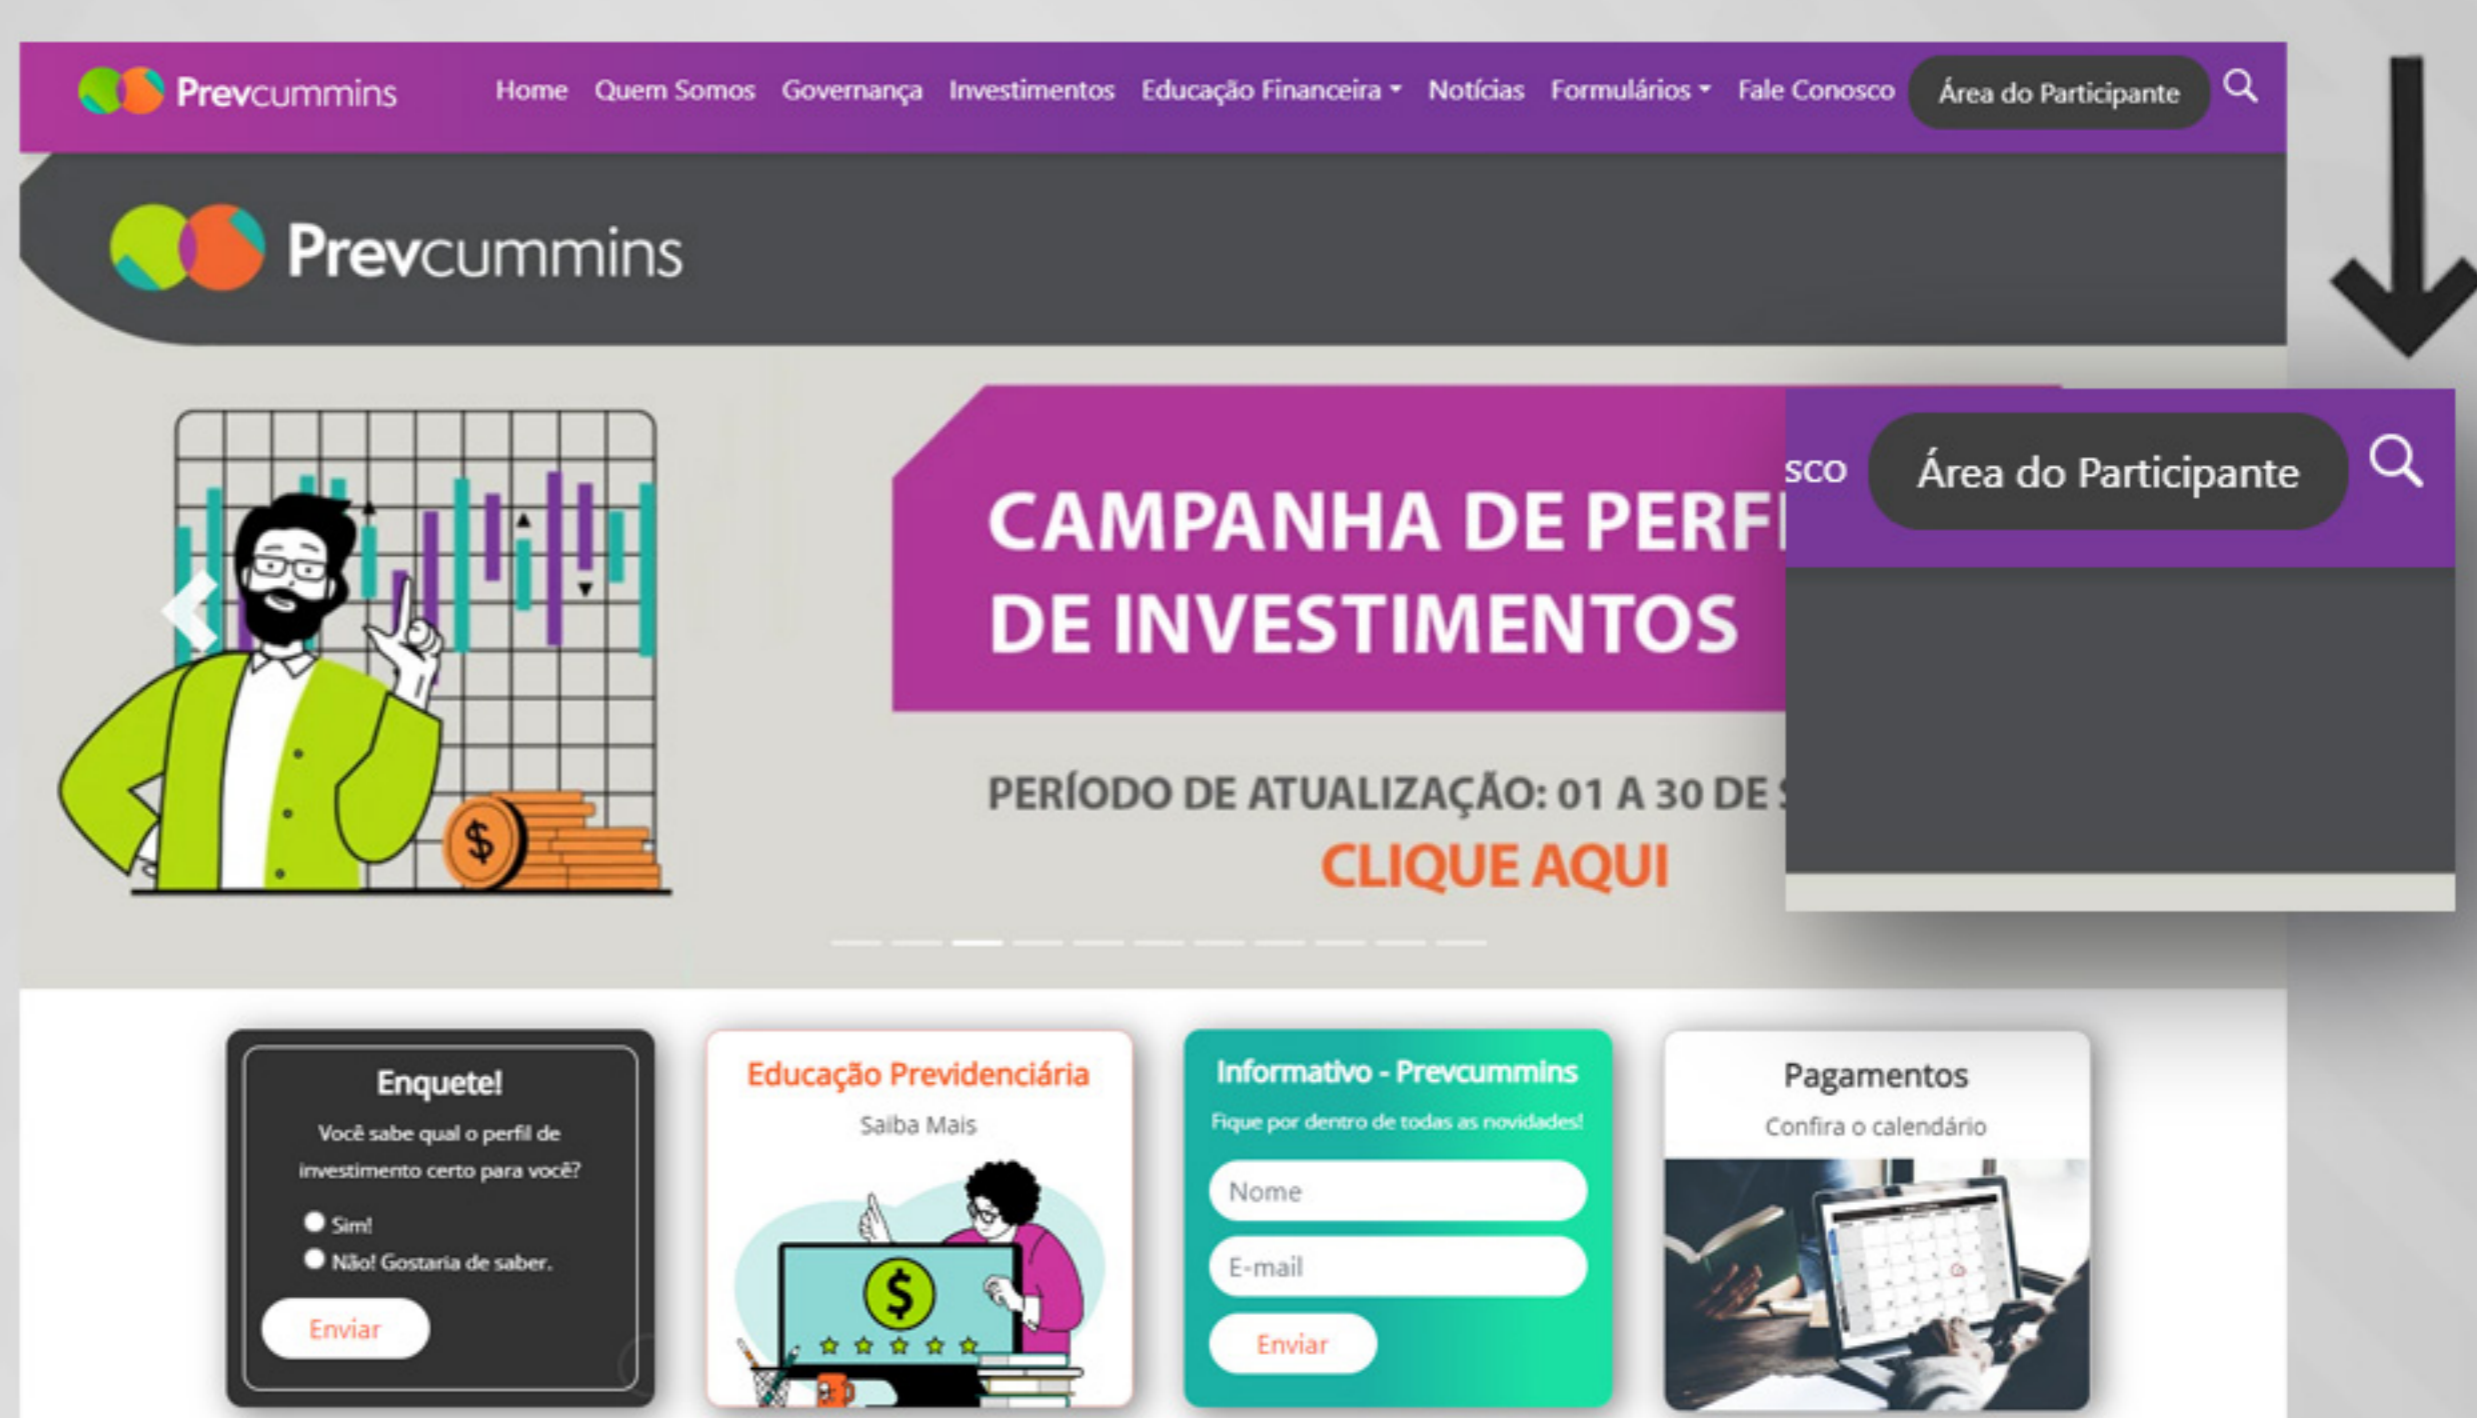 Prevcummins
Home Quem Somos Governança Investimentos Educação Financeira Notícias Formulários Fale Conosco Área do Participante
Prevcummins
CAMPANHA DE
DE INVESTIMENTOS
PERÍODO DE ATUALIZAÇÃO: 01 A 30 DE
CLIQUE AQUI
sco Área do Participante
Enquete!
Você sabe qual o perfil de
investimento certo para você?
Sim!
Não! Gostaria de saber.
Enviar
Educação Previdenciária
Saiba Mais
$
Informativo - Prevcummins
Fique por dentro de todas as novidades!
Nome
E-mail
Enviar
Pagamentos
Confira o calendário